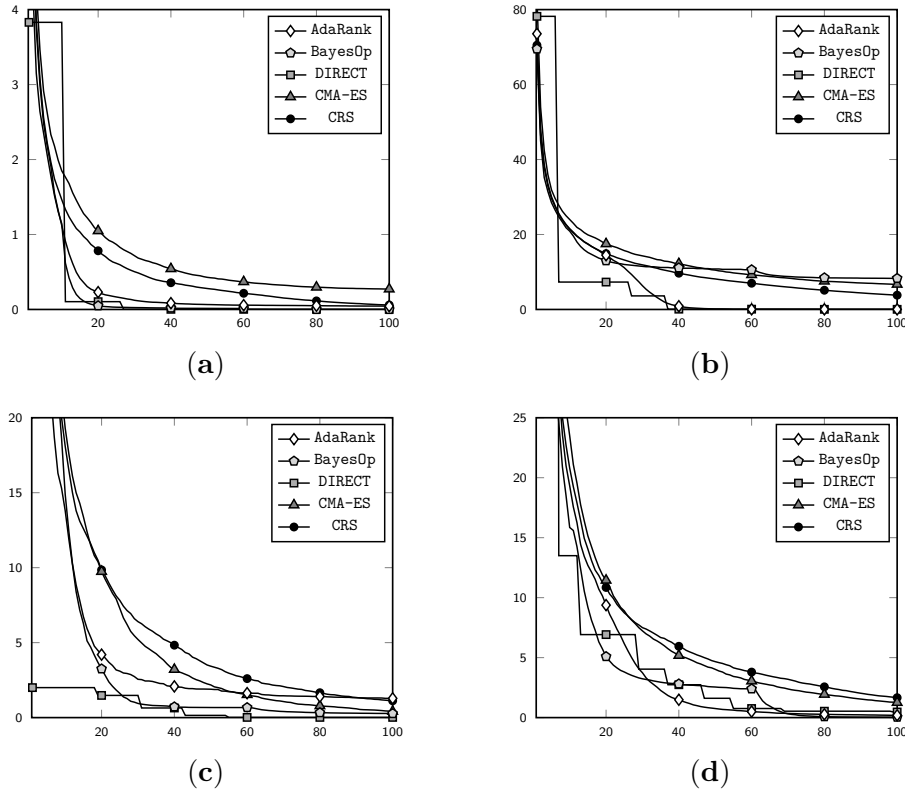 4
3
2
1
0
20 40 60 80 100
AdaRank
BayesOp
DIRECT
CMA-ES
CRS
(a)
80
60
40
20
0
20 40 60 80 100
AdaRank
BayesOp
DIRECT
CMA-ES
CRS
(b)
20
15
10
5
0
20 40 60 80 100
AdaRank
BayesOp
DIRECT
CMA-ES
CRS
(c)
25
20
15
10
5
0
20 40 60 80 100
AdaRank
BayesOp
DIRECT
CMA-ES
CRS
(d)